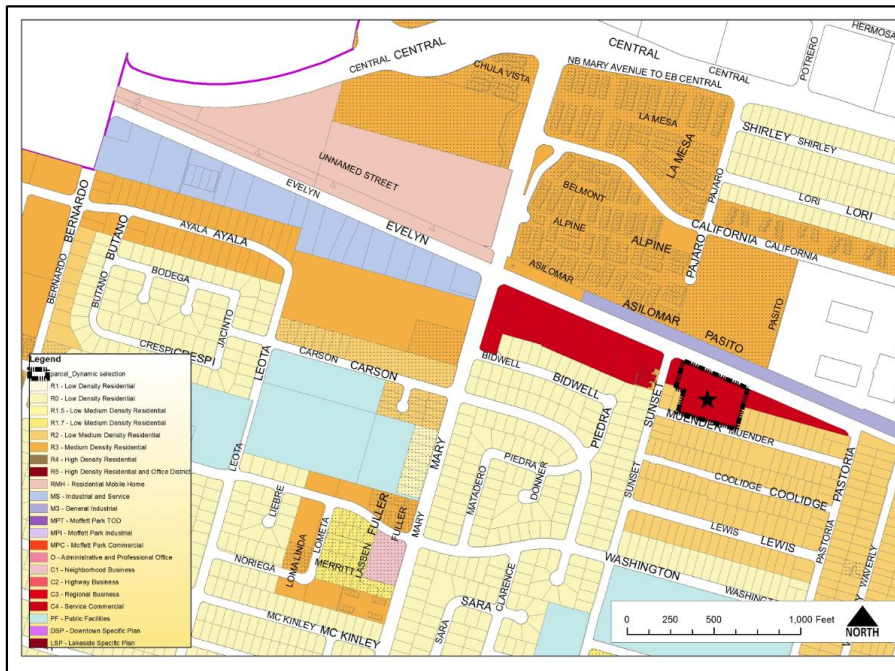 HERMOSA
CENTRAL
CENTRAL
CENTRAL
CENTRAL
POTRERO
CHULA VISTA
NB MARY AVENUE TO EB CENTRAL
LA MESA
LA MESA
SHIRLEY
SHIRLEY
UNNAMED STREET
EVELYN
EVELYN
BELMONT
PAJARO
LORI
LORI
BERNARDO
BERNARDO
BUTANO
BUTANO
AYALA
AYALA
ALPINE
ALPINE
CALIFORNIA
CALIFORNIA
PAJARO
ASILOMAR
ASILOMAR
PASITO
PASITO
BODEGA
JACINTO
CRESPI
CRESPI
LEOTA
CARSON
CARSON
BIDWELL
BIDWELL
SUNSET
MUENDER
MUENDER
PIEDRA
PIEDRA
MARY
MATADERO
DONNER
SUNSET
COOLIDGE
COOLIDGE
PASTORIA
PASTORIA
LEOTA
LIEBRE
LOMETA
FULLER
FULLER
MARY
LEWIS
LEWIS
WASHINGTON
WASHINGTON
WAVERLY
NORIEGA
LOMA LINDA
MERRITT
LASSEN
CLARENCE
SARA
SARA
MC KINLEY
MC KINLEY
Legend
parcel_Dynamic selection
R1 - Low Density Residential
R0 - Low Density Residential
R1.5 - Low Medium Density Residential
R1.7 - Low Medium Density Residential
R2 - Low Medium Density Residential
R3 - Medium Density Residential
R4 - High Density Residential
R5 - High Density Residential and Office District
RMH - Residential Mobile Home
MS - Industrial and Service
M3 - General Industrial
MPT - Moffett Park TOD
MPI - Moffett Park Industrial
MPC - Moffett Park Commercial
O - Administrative and Professional Office
C1 - Neighborhood Business
C2 - Highway Business
C3 - Regional Business
C4 - Service Commercial
PF - Public Facilities
DSP - Downtown Specific Plan
LSP - Lakeside Specific Plan
0 250 500 1,000 Feet
NORTH